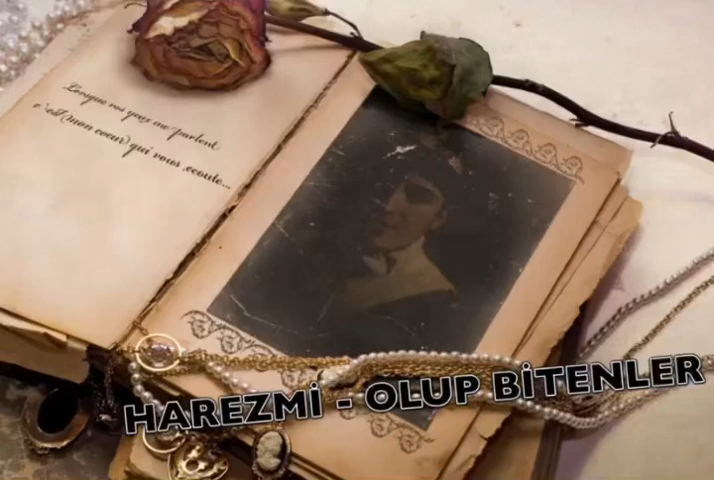 Lorsque vos yeux me parlent
c'est (mon coeur) qui vous écoute...
HAREZMİ - OLUP BİTENLER